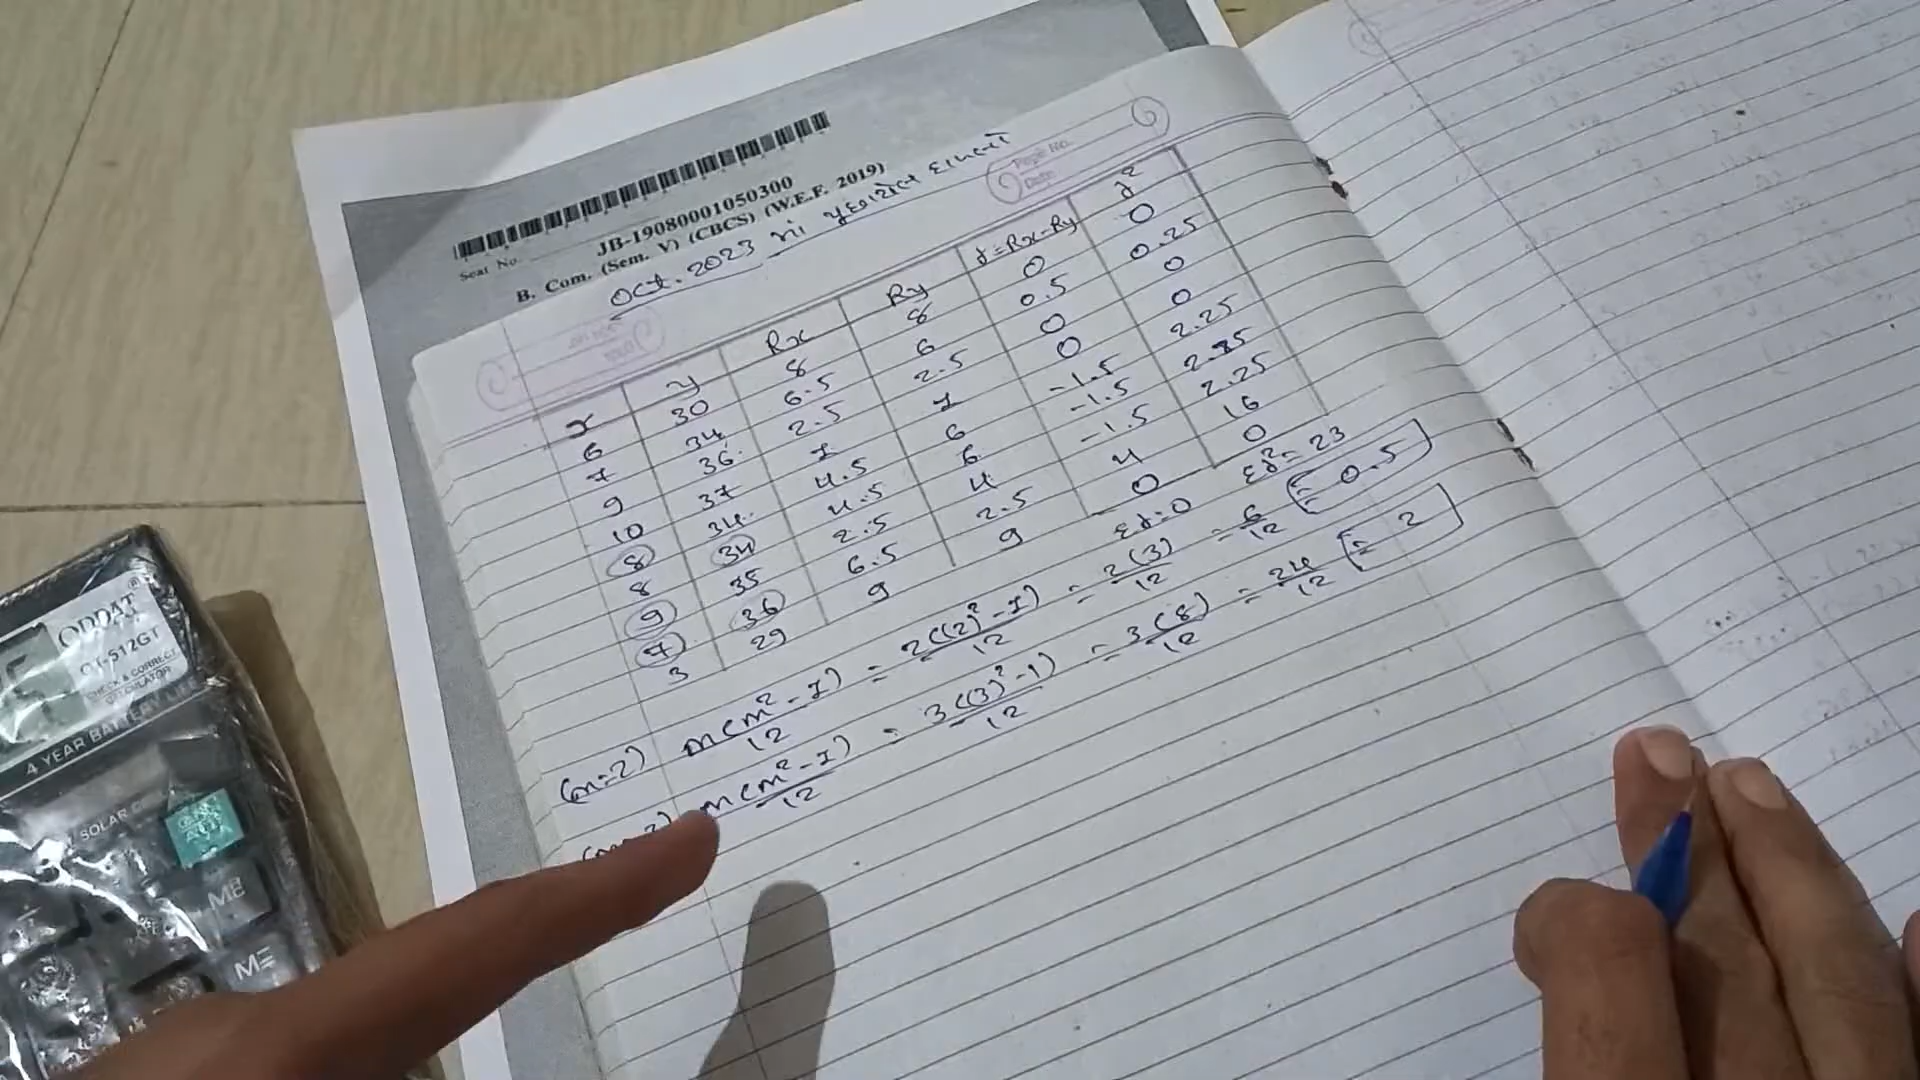 JB-1908000101050300
Seat No.
B. Com. (Sem. V) (CBCS) (W.E.F. 2019)
Oct. 2023 માં પુછાયેલ દાખલો
Page No.
Date
x y Rx Ry d=Rx-Ry d²
6 30 8 8 0 0
7 34 6.5 6 0.5 0.25
9 36 2.5 2.5 0 0
10 37 1 1 0 0
8 34 4.5 6 -1.5 2.25
8 34 4.5 6 -1.5 2.25
9 35 2.5 4 -1.5 2.25
7 36 6.5 2.5 4 16
3 29 9 9 0 0
Σd=0 Σd²=23
(m=2) m(m²-1)/12 = 2((2)²-1)/12 = 2(3)/12 = 6/12 = 0.5
m(m²-1)/12 = 3((3)²-1)/12 = 3(8)/12 = 24/12 = 2
ORPAT
OT-512GT
CHECK & CORRECT
CALCULATOR
4 YEAR BATTERY LIFE
SOLAR